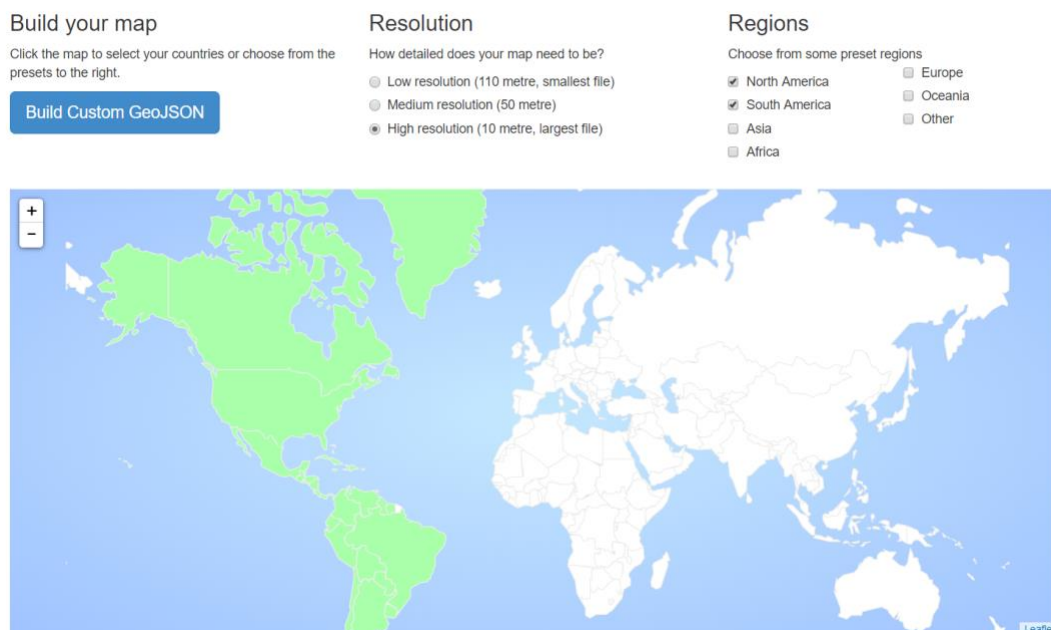 Build your map
Click the map to select your countries or choose from the
presets to the right.
Build Custom GeoJSON
Resolution
How detailed does your map need to be?
Low resolution (110 metre, smallest file)
Medium resolution (50 metre)
High resolution (10 metre, largest file)
Regions
Choose from some preset regions
North America
South America
Asia
Africa
Europe
Oceania
Other
+
−
Leafle